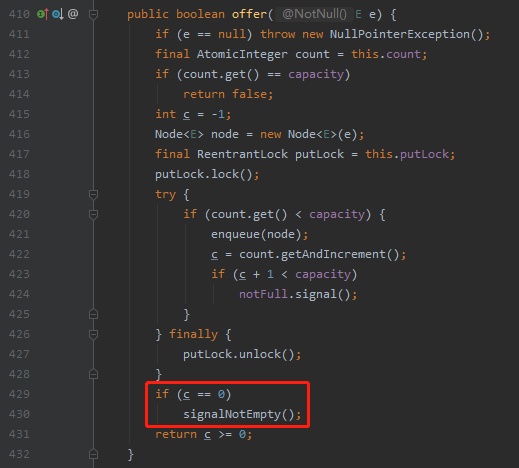 410 @ public boolean offer( @NotNull() E e) {
411 if (e == null) throw new NullPointerException();
412 final AtomicInteger count = this.count;
413 if (count.get() == capacity)
414 return false;
415 int c = -1;
416 Node<E> node = new Node<E>(e);
417 final ReentrantLock putLock = this.putLock;
418 putLock.lock();
419 try {
420 if (count.get() < capacity) {
421 enqueue(node);
422 c = count.getAndIncrement();
423 if (c + 1 < capacity)
424 notFull.signal();
425 }
426 } finally {
427 putLock.unlock();
428 }
429 if (c == 0)
430 signalNotEmpty();
431 return c >= 0;
432 }